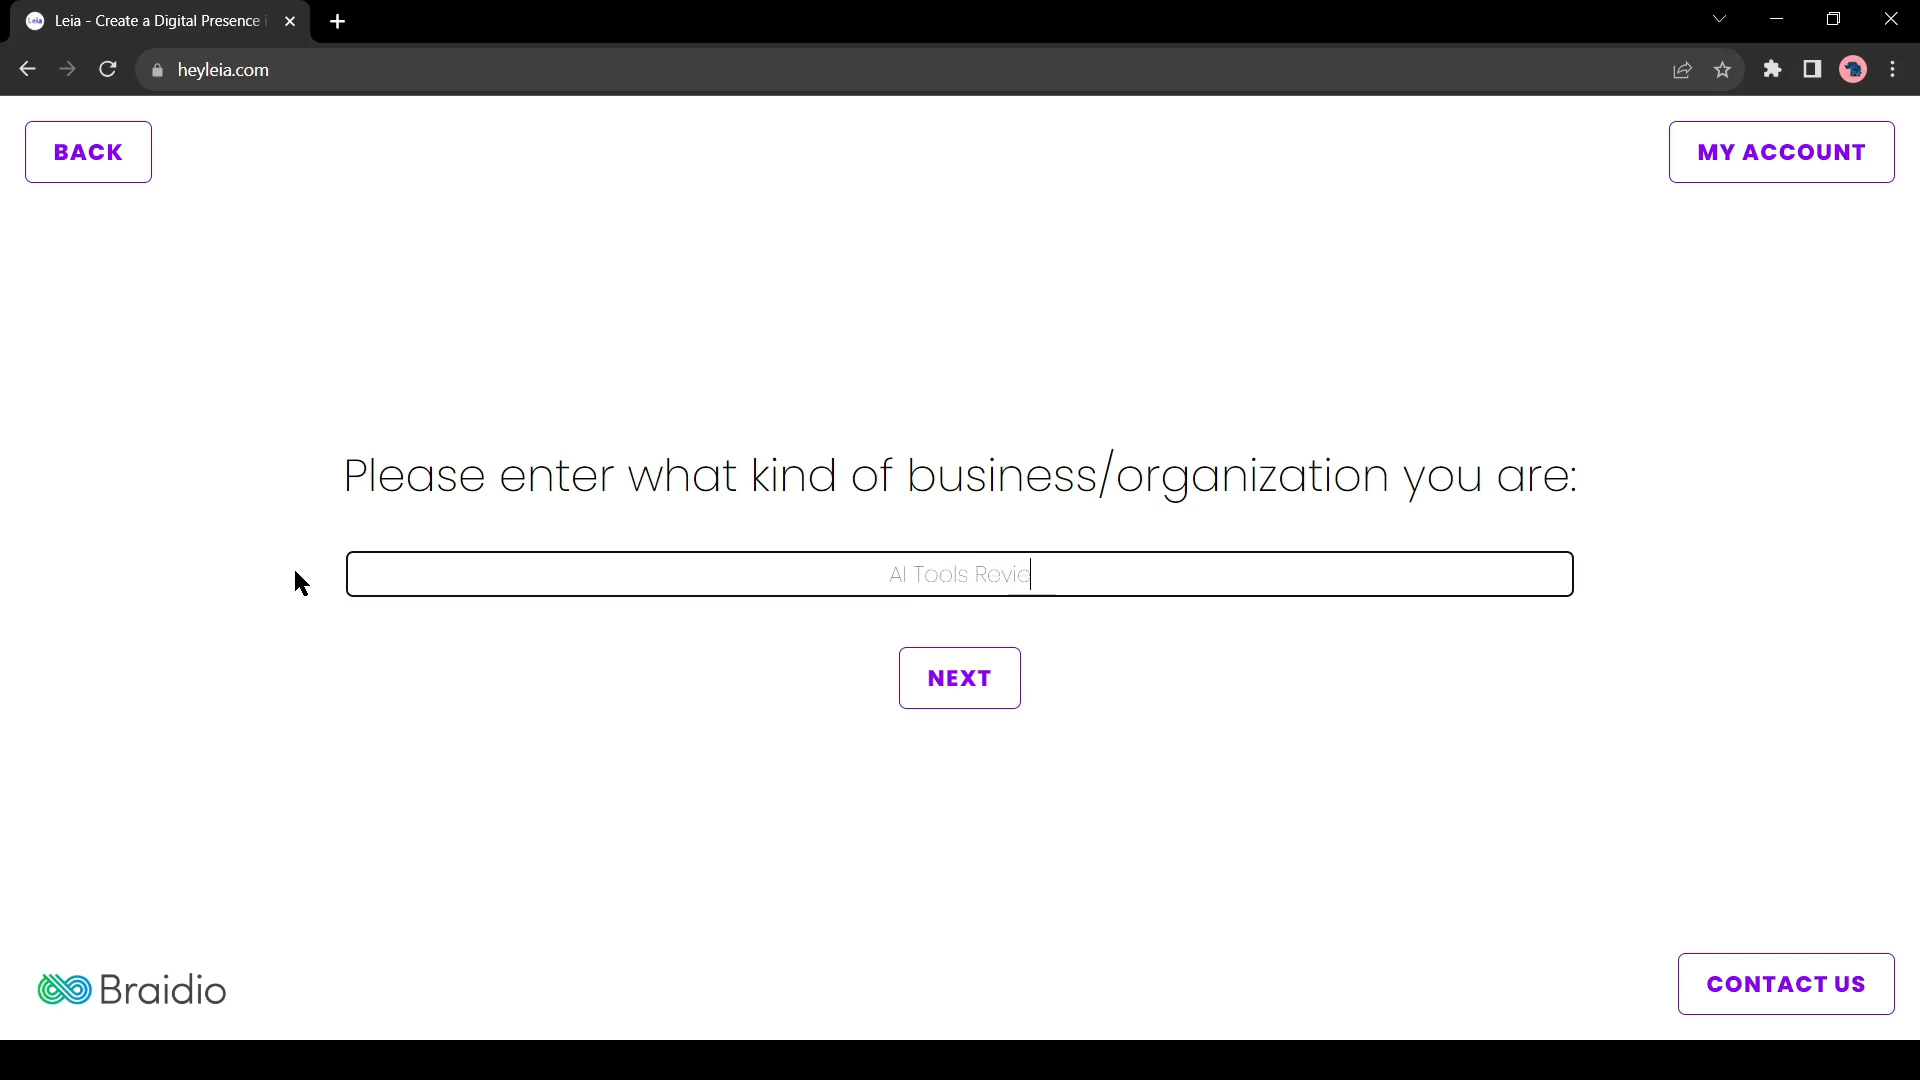 Leia - Create a Digital Presence i
heyleia.com
BACK
MY ACCOUNT
Please enter what kind of business/organization you are:
AI Tools Revie
NEXT
Braidio
CONTACT US